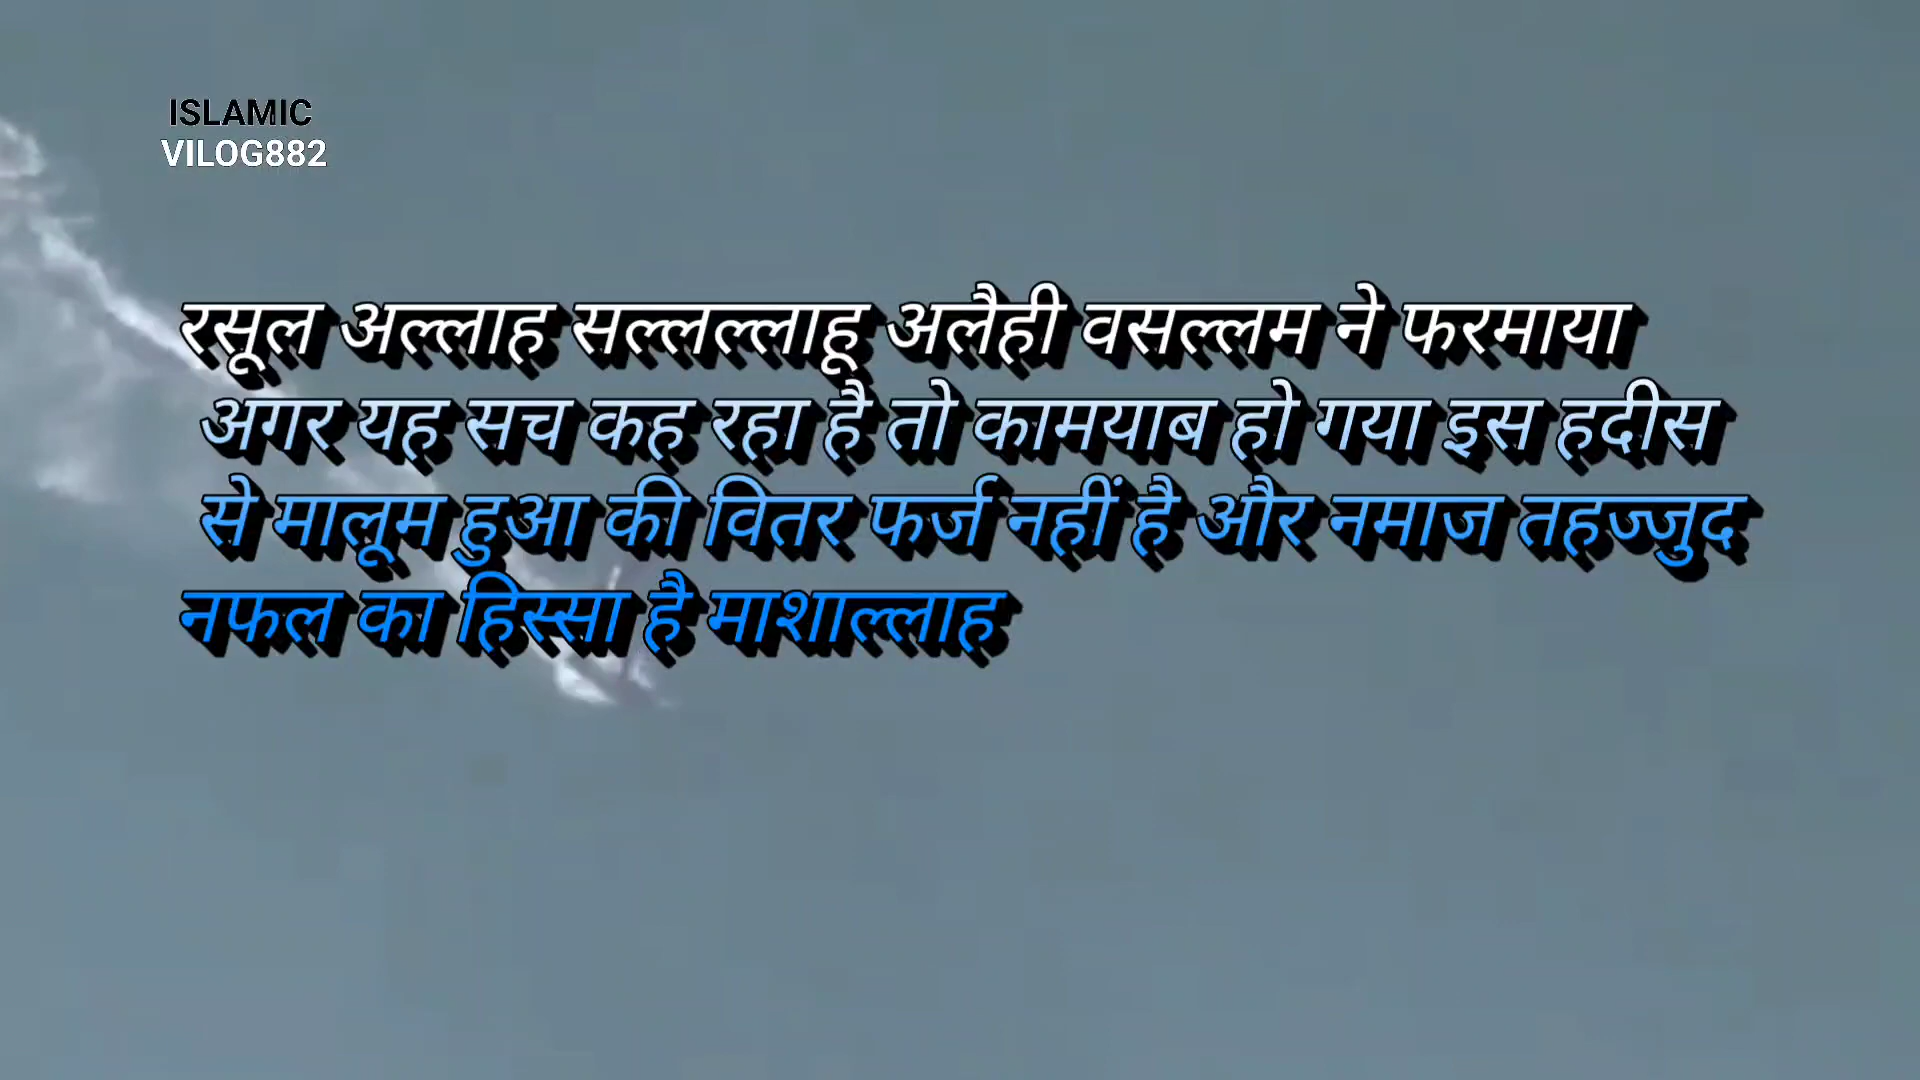 ISLAMIC
VILOG882
रसूल अल्लाह सल्लल्लाहू अलैही वसल्लम ने फरमाया
अगर यह सच कह रहा है तो कामयाब हो गया इस हदीस
से मालूम हुआ की वितर फर्ज नहीं है और नमाज तहज्जुद
नफल का हिस्सा है माशाल्लाह